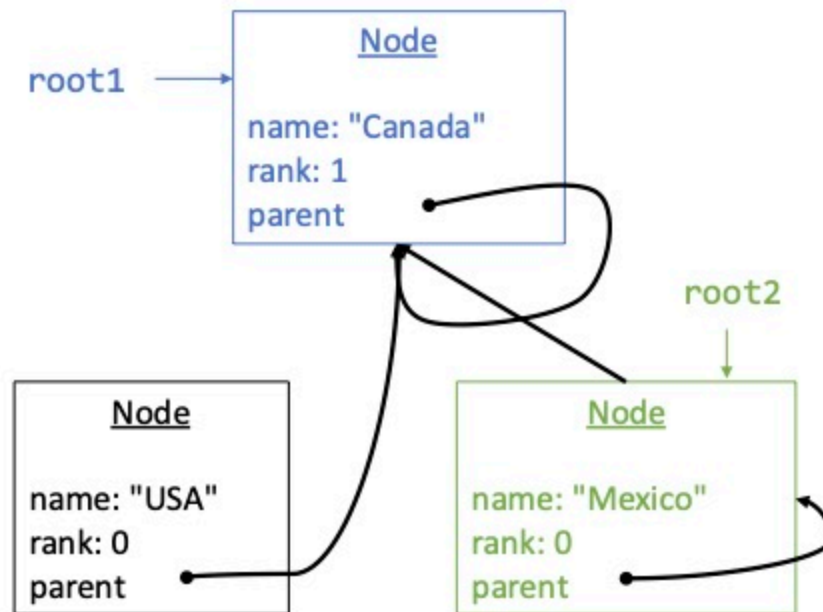 Node
root1
name: "Canada"
rank: 1
parent
root2
Node
name: "USA"
rank: 0
parent
Node
name: "Mexico"
rank: 0
parent